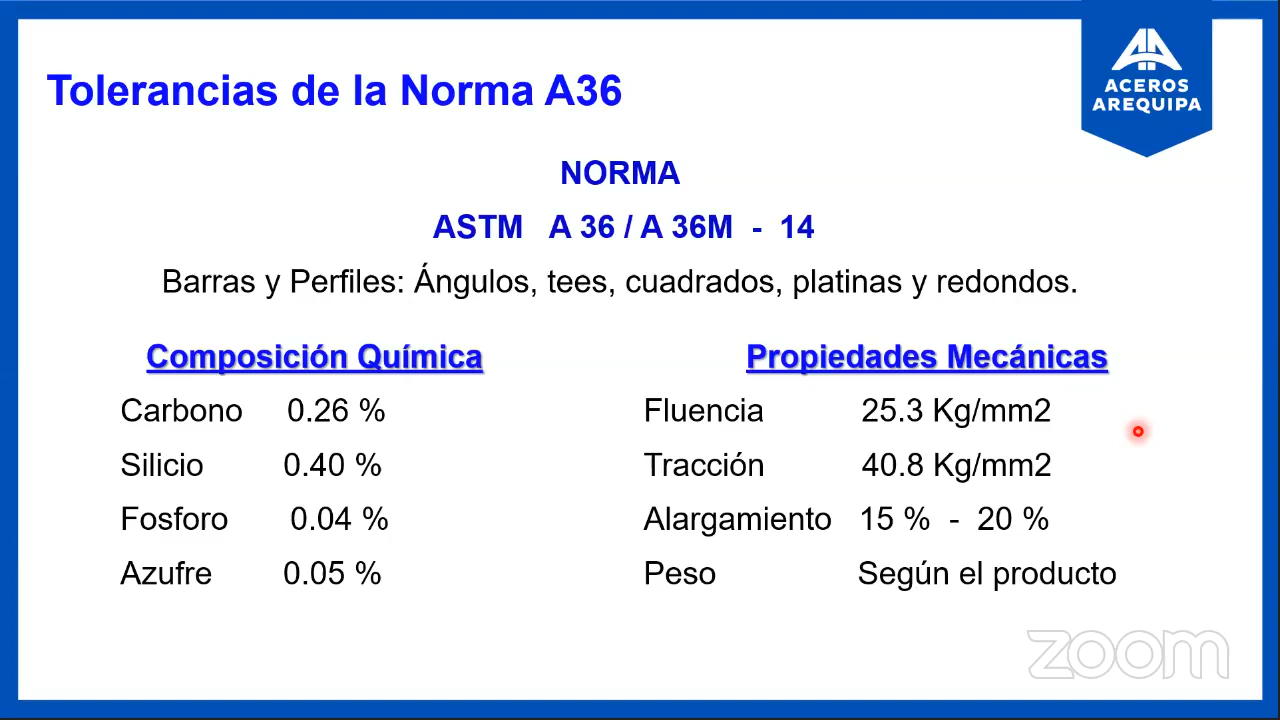 Tolerancias de la Norma A36
ACEROS
AREQUIPA
NORMA
ASTM A 36 / A 36M - 14
Barras y Perfiles: Ángulos, tees, cuadrados, platinas y redondos.
Composición Química
Carbono 0.26 %
Silicio 0.40 %
Fosforo 0.04 %
Azufre 0.05 %
Propiedades Mecánicas
Fluencia 25.3 Kg/mm2
Tracción 40.8 Kg/mm2
Alargamiento 15 % - 20 %
Peso Según el producto
zoom